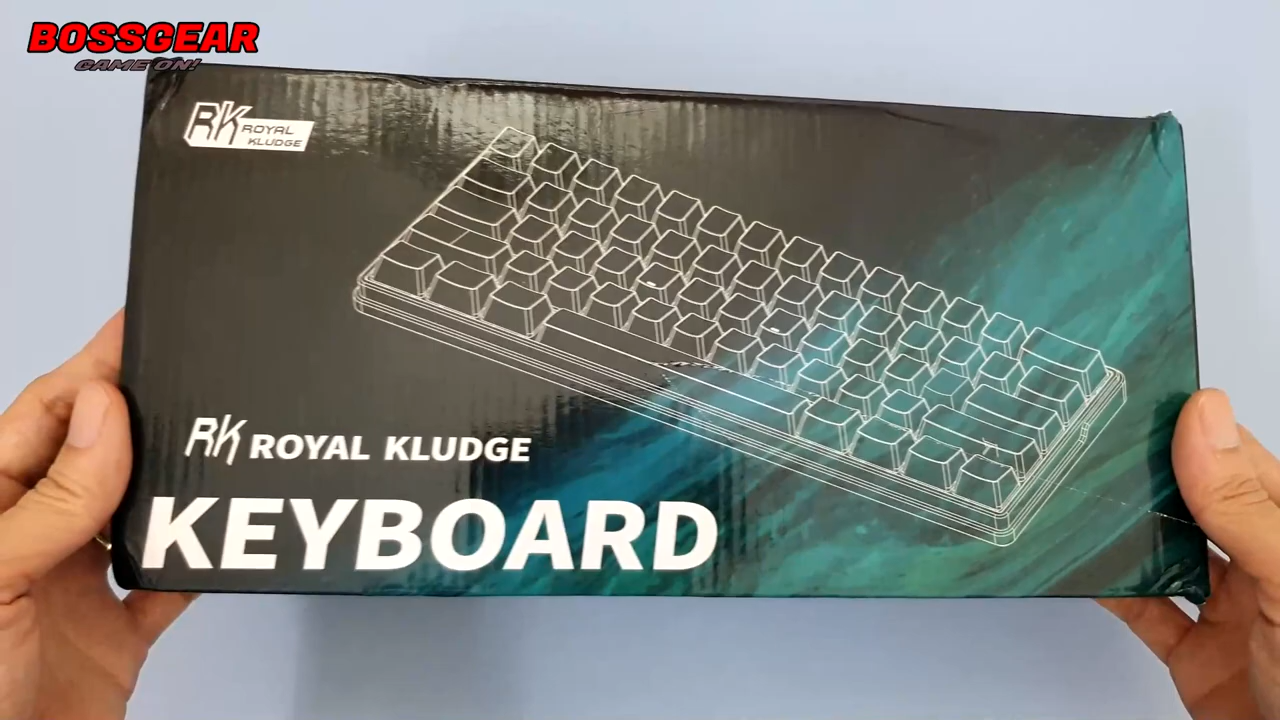 BOSSGEAR
GAME ON!
RK ROYAL
KLUDGE
RK ROYAL KLUDGE
KEYBOARD